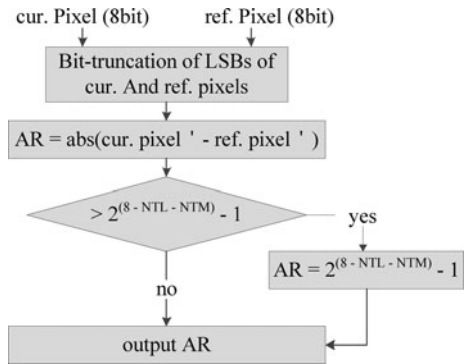 cur. Pixel (8bit) ref. Pixel (8bit)
Bit-truncation of LSBs of
cur. And ref. pixels
AR = abs(cur. pixel ' - ref. pixel ' )
> 2^(8 - NTL - NTM) - 1
yes
AR = 2^(8 - NTL - NTM) - 1
no
output AR